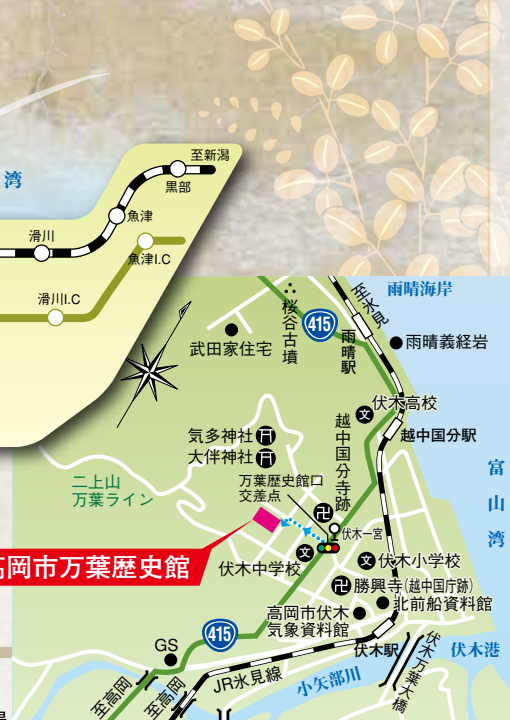 湾
至新潟
黒部
滑川
魚津
魚津I.C
滑川I.C
至氷見
雨晴海岸
桜谷古墳
415
雨晴駅
雨晴義経岩
武田家住宅
伏木高校
文
越中国分駅
気多神社
大伴神社
越中国分寺跡
万葉歴史館口
交差点
富山湾
二上山
万葉ライン
伏木一宮
高岡市万葉歴史館
文
伏木中学校
文
伏木小学校
勝興寺(越中国庁跡)
北前船資料館
高岡市伏木
気象資料館
415
GS
伏木駅
伏木万葉大橋
伏木港
JR氷見線
小矢部川
至高岡
至高岡